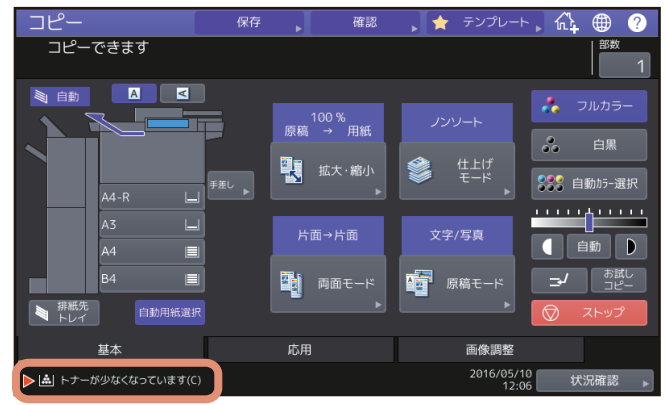 コピー
保存
確認
テンプレート
?
コピーできます
部数
1
自動
A
A
手差し
A4-R
A3
A4
B4
排紙先
トレイ
自動用紙選択
100 %
原稿 → 用紙
拡大・縮小
ノンソート
仕上げ
モード
片面→片面
両面モード
文字/写真
原稿モード
フルカラー
白黒
自動カラー選択
自動
お試し
コピー
ストップ
基本
応用
画像調整
トナーが少なくなっています(C)
2016/05/10
12:06
状況確認